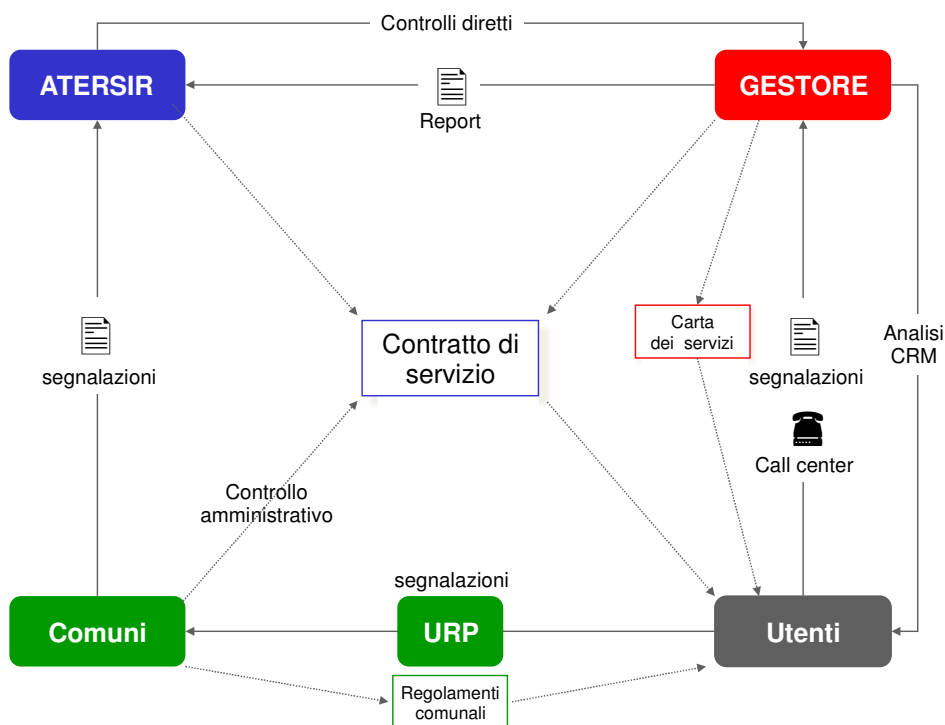 Controlli diretti
ATERSIR
GESTORE
Report
Carta
dei servizi
Contratto di
servizio
Analisi
CRM
segnalazioni
segnalazioni
Call center
Controllo
amministrativo
segnalazioni
Comuni
URP
Utenti
Regolamenti
comunali